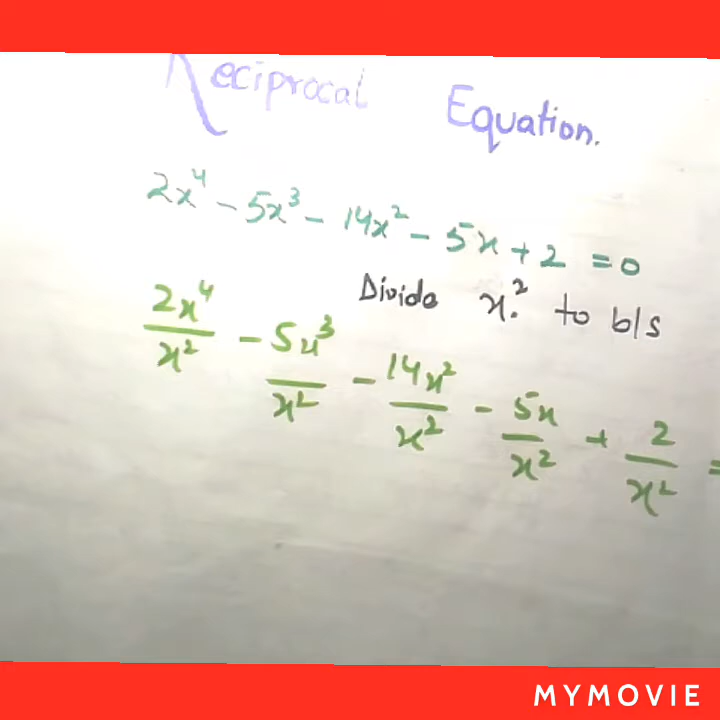 Reciprocal Equation.
2x⁴ - 5x³ - 14x² - 5x + 2 = 0
Divide x.² to b/s
2x⁴/x² - 5x³/x² - 14x²/x² - 5x/x² + 2/x² =
MYMOVIE